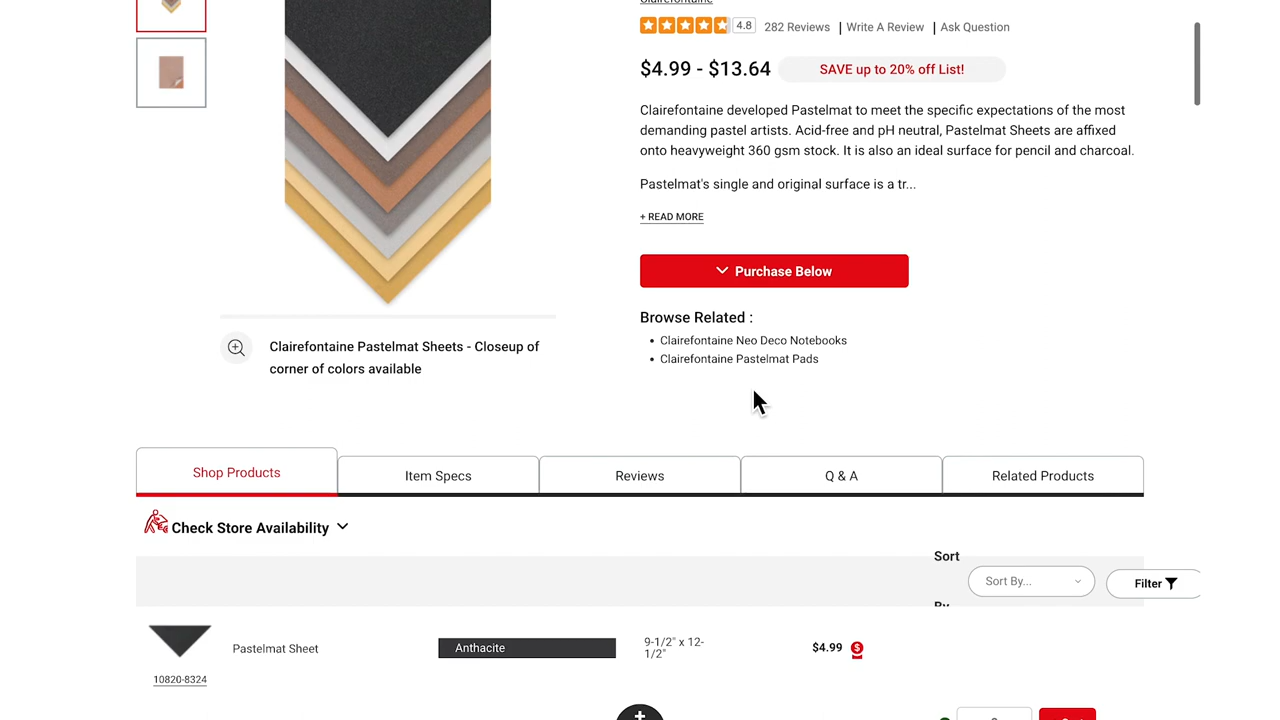 Clairefontaine
4.8
282 Reviews | Write A Review | Ask Question
$4.99 - $13.64
SAVE up to 20% off List!
Clairefontaine developed Pastelmat to meet the specific expectations of the most
demanding pastel artists. Acid-free and pH neutral, Pastelmat Sheets are affixed
onto heavyweight 360 gsm stock. It is also an ideal surface for pencil and charcoal.
Pastelmat's single and original surface is a tr...
+ READ MORE
Purchase Below
Browse Related :
• Clairefontaine Neo Deco Notebooks
• Clairefontaine Pastelmat Pads
Clairefontaine Pastelmat Sheets - Closeup of
corner of colors available
Shop Products
Item Specs
Reviews
Q & A
Related Products
Check Store Availability
Sort
By
Sort By...
Filter
Pastelmat Sheet
Anthacite
9-1/2" x 12-
1/2"
$4.99
10820-8324